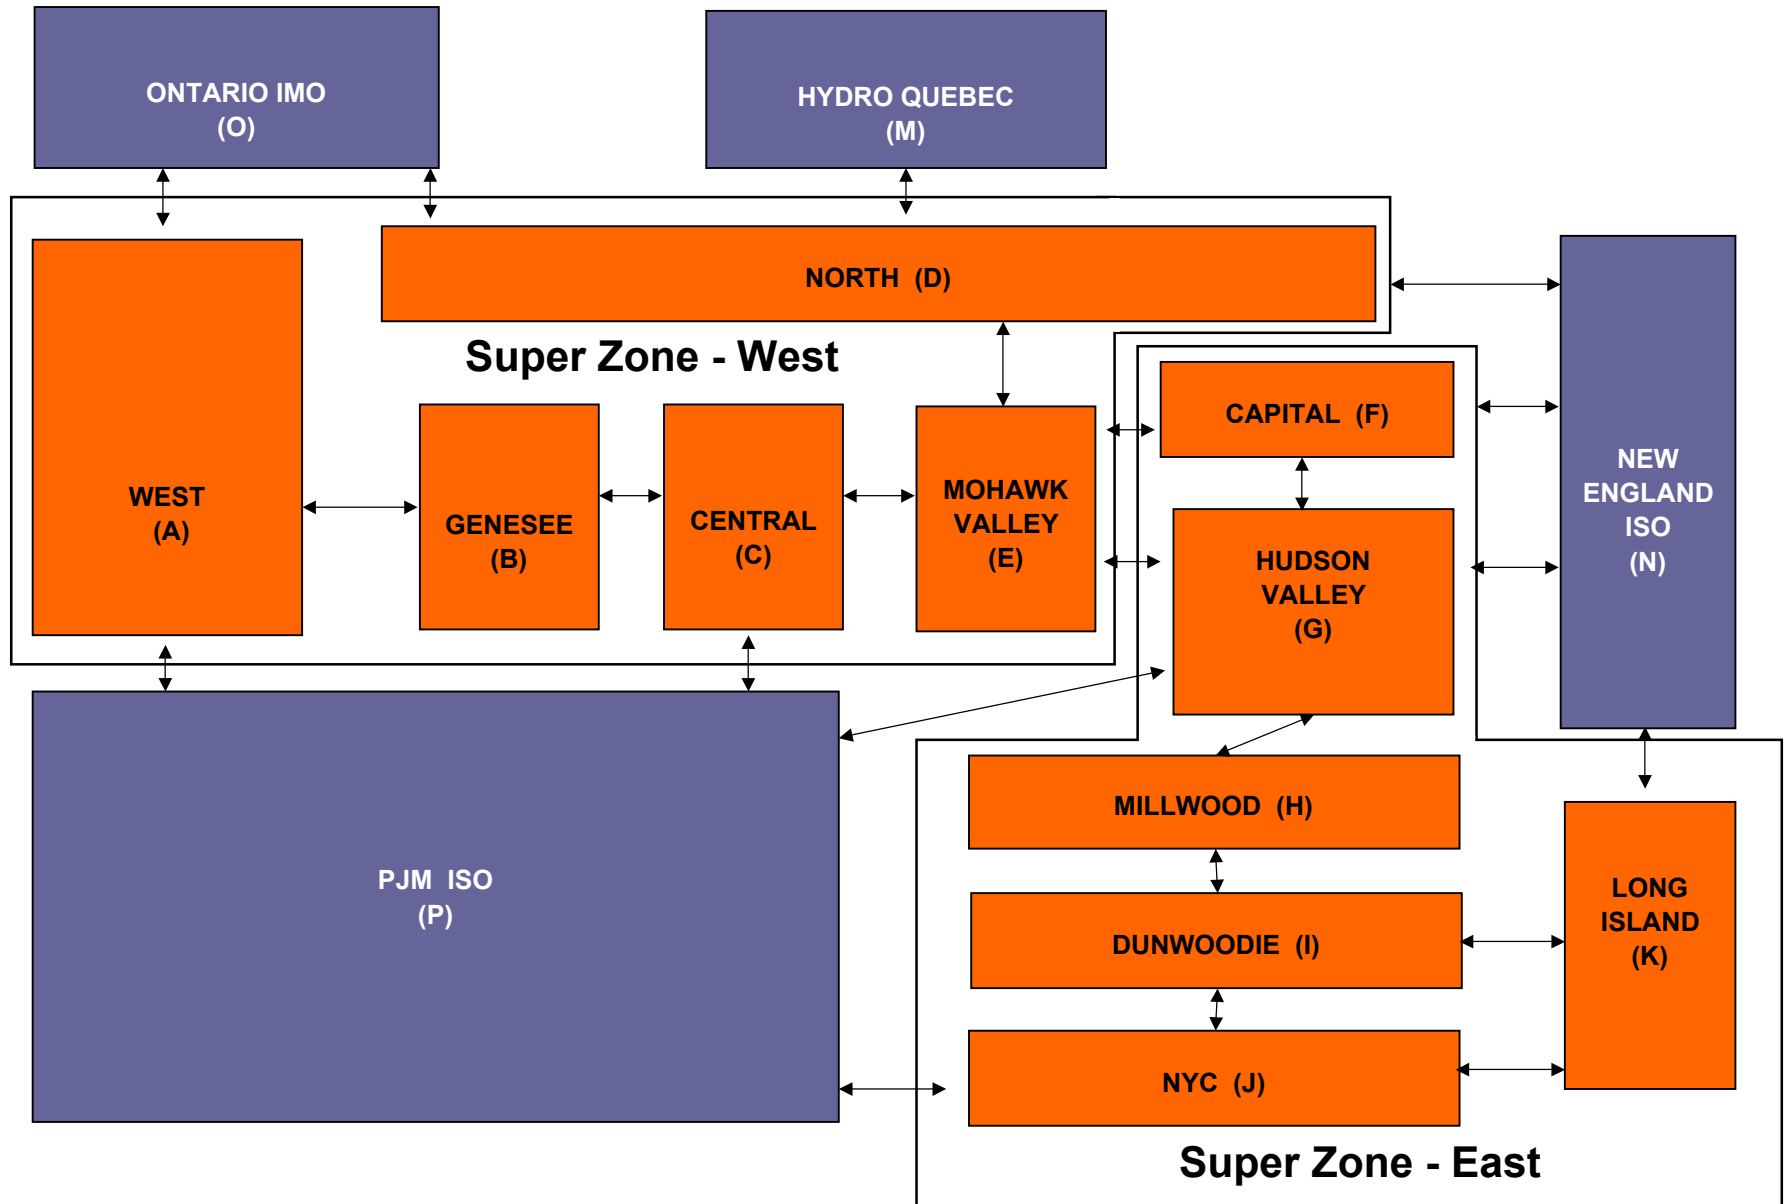 ONTARIO IMO
(O)
HYDRO QUEBEC
(M)
NORTH (D)
Super Zone - West
CAPITAL (F)
WEST
(A)
GENESEE
(B)
CENTRAL
(C)
MOHAWK
VALLEY
(E)
HUDSON
VALLEY
(G)
NEW
ENGLAND
ISO
(N)
MILLWOOD (H)
PJM ISO
(P)
DUNWOODIE (I)
LONG
ISLAND
(K)
NYC (J)
Super Zone - East